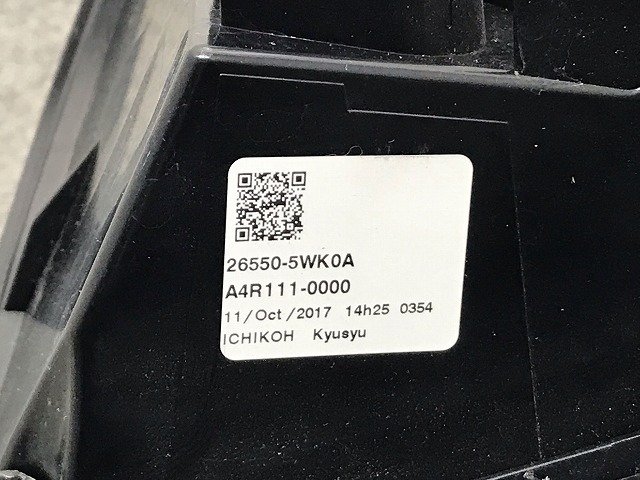 26550-5WK0A
A4R111-0000
11/Oct/2017 14h25 0354
ICHIKOH Kyusyu